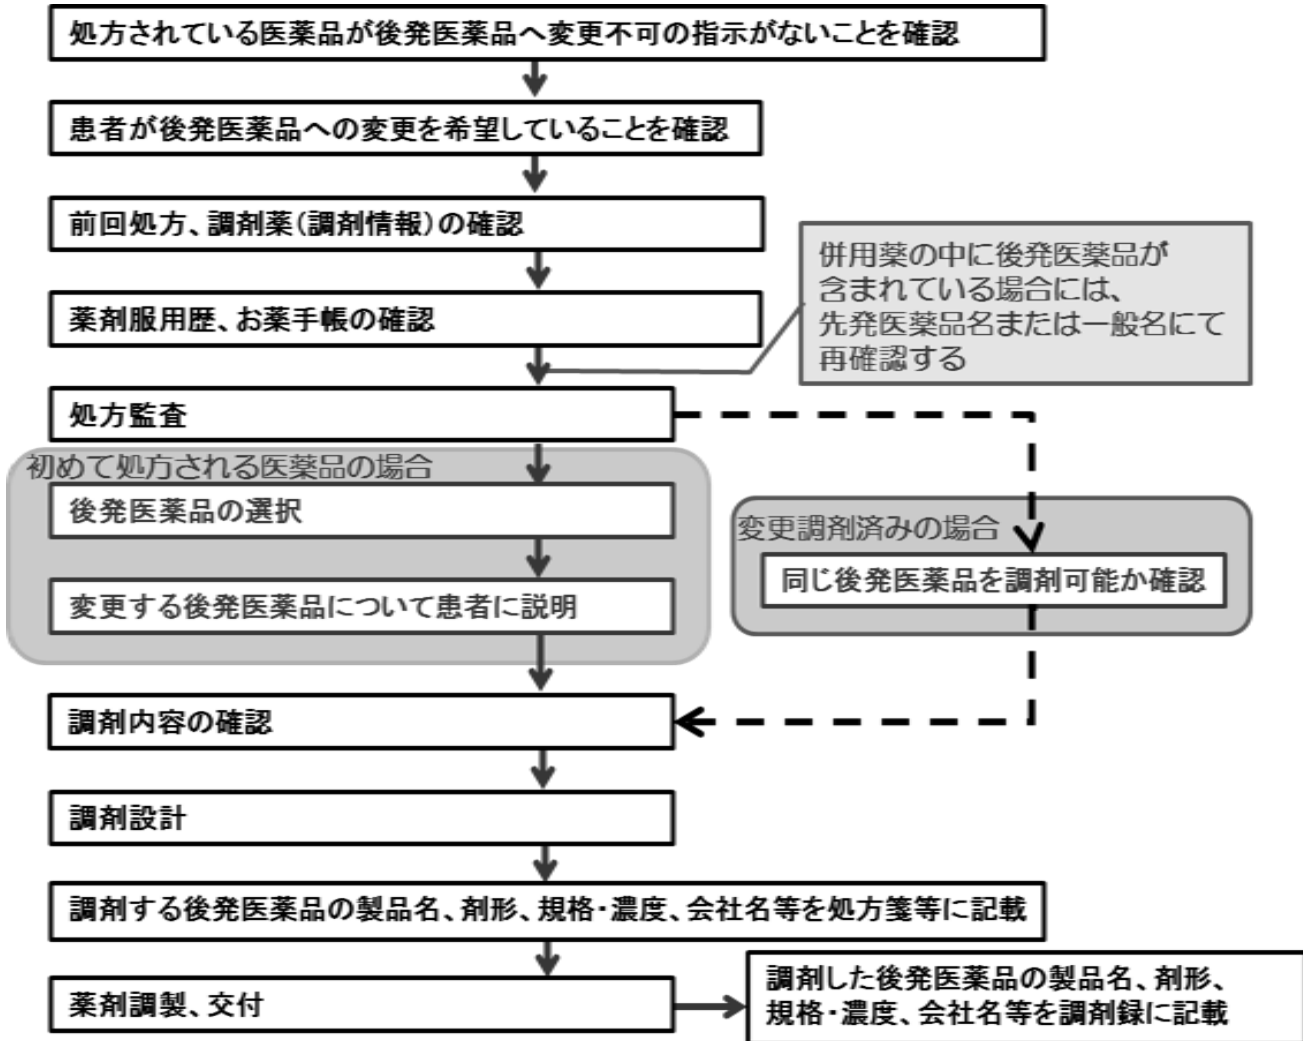 処方されている医薬品が後発医薬品へ変更不可の指示がないことを確認
患者が後発医薬品への変更を希望していることを確認
前回処方、調剤薬(調剤情報)の確認
薬剤服用歴、お薬手帳の確認
併用薬の中に後発医薬品が
含まれている場合には、
先発医薬品名または一般名にて
再確認する
処方監査
初めて処方される医薬品の場合
後発医薬品の選択
変更する後発医薬品について患者に説明
変更調剤済みの場合
同じ後発医薬品を調剤可能か確認
調剤内容の確認
調剤設計
調剤する後発医薬品の製品名、剤形、規格・濃度、会社名等を処方箋等に記載
薬剤調製、交付
調剤した後発医薬品の製品名、剤形、
規格・濃度、会社名等を調剤録に記載